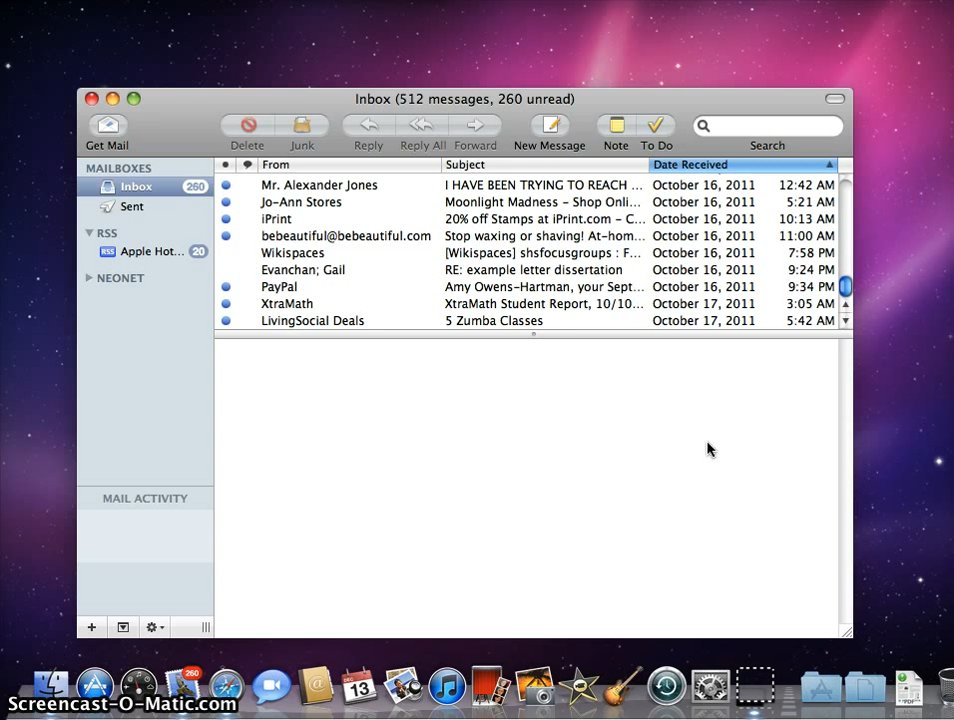 Inbox (512 messages, 260 unread)
Get Mail Delete Junk Reply Reply All Forward New Message Note To Do Search
MAILBOXES From Subject Date Received
Inbox 260
Sent
RSS
RSS Apple Hot... 20
NEONET
Mr. Alexander Jones I HAVE BEEN TRYING TO REACH ... October 16, 2011 12:42 AM
Jo-Ann Stores Moonlight Madness - Shop Onli... October 16, 2011 5:21 AM
iPrint 20% off Stamps at iPrint.com - C... October 16, 2011 10:13 AM
bebeautiful@bebeautiful.com Stop waxing or shaving! At-hom... October 16, 2011 11:00 AM
Wikispaces [Wikispaces] shsfocusgroups : F... October 16, 2011 7:58 PM
Evanchan; Gail RE: example letter dissertation October 16, 2011 9:24 PM
PayPal Amy Owens-Hartman, your Sept... October 16, 2011 9:34 PM
XtraMath XtraMath Student Report, 10/10... October 17, 2011 3:05 AM
LivingSocial Deals 5 Zumba Classes October 17, 2011 5:42 AM
MAIL ACTIVITY
260
DEC
13
PDF
Screencast-O-Matic.com